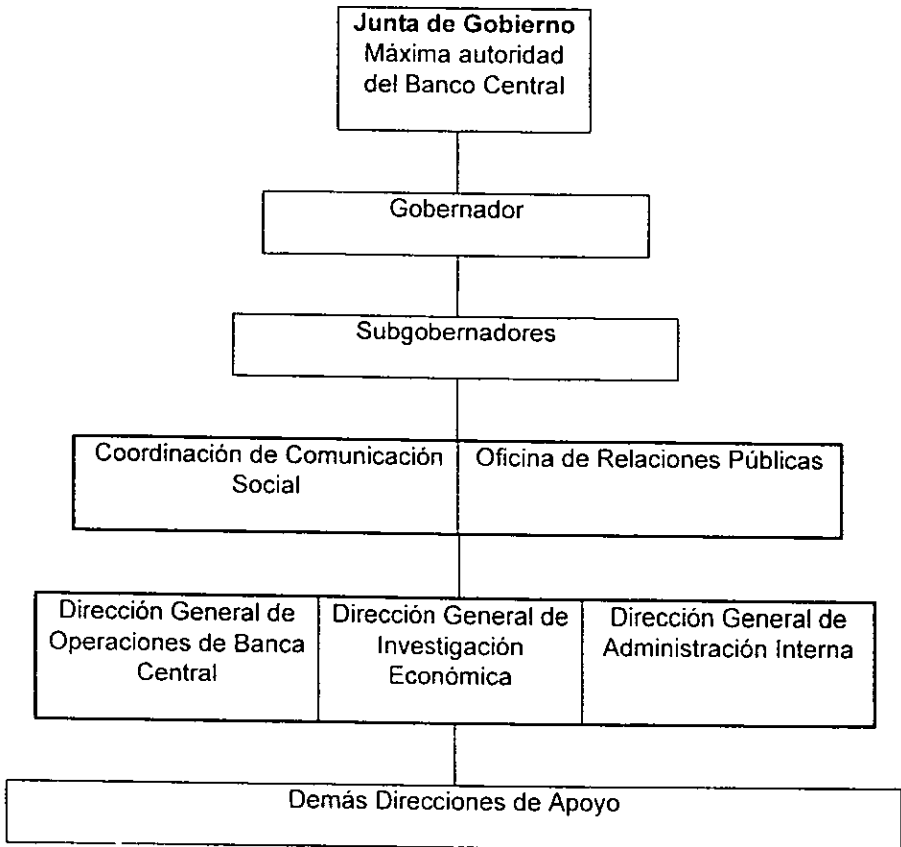 Junta de Gobierno
Máxima autoridad
del Banco Central
Gobernador
Subgobernadores
Coordinación de Comunicación
Social
Oficina de Relaciones Públicas
Dirección General de
Operaciones de Banca
Central
Dirección General de
Investigación
Económica
Dirección General de
Administración Interna
Demás Direcciones de Apoyo